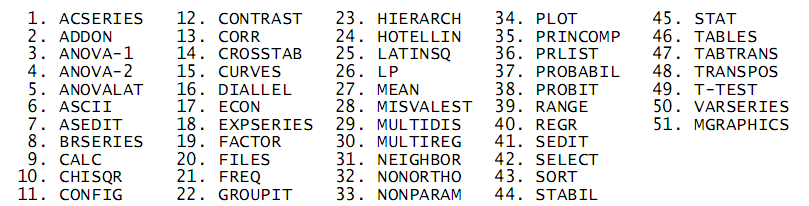 1. ACSERIES 12. CONTRAST 23. HIERARCH 34. PLOT 45. STAT
2. ADDON 13. CORR 24. HOTELLIN 35. PRINCOMP 46. TABLES
3. ANOVA-1 14. CROSSTAB 25. LATINSQ 36. PRLIST 47. TABTRANS
4. ANOVA-2 15. CURVES 26. LP 37. PROBABIL 48. TRANSPOS
5. ANOVALAT 16. DIALLEL 27. MEAN 38. PROBIT 49. T-TEST
6. ASCII 17. ECON 28. MISVALEST 39. RANGE 50. VARSERIES
7. ASEDIT 18. EXPSERIES 29. MULTIDIS 40. REGR 51. MGRAPHICS
8. BRSERIES 19. FACTOR 30. MULTIREG 41. SEDIT
9. CALC 20. FILES 31. NEIGHBOR 42. SELECT
10. CHISQR 21. FREQ 32. NONORTHO 43. SORT
11. CONFIG 22. GROUPIT 33. NONPARAM 44. STABIL